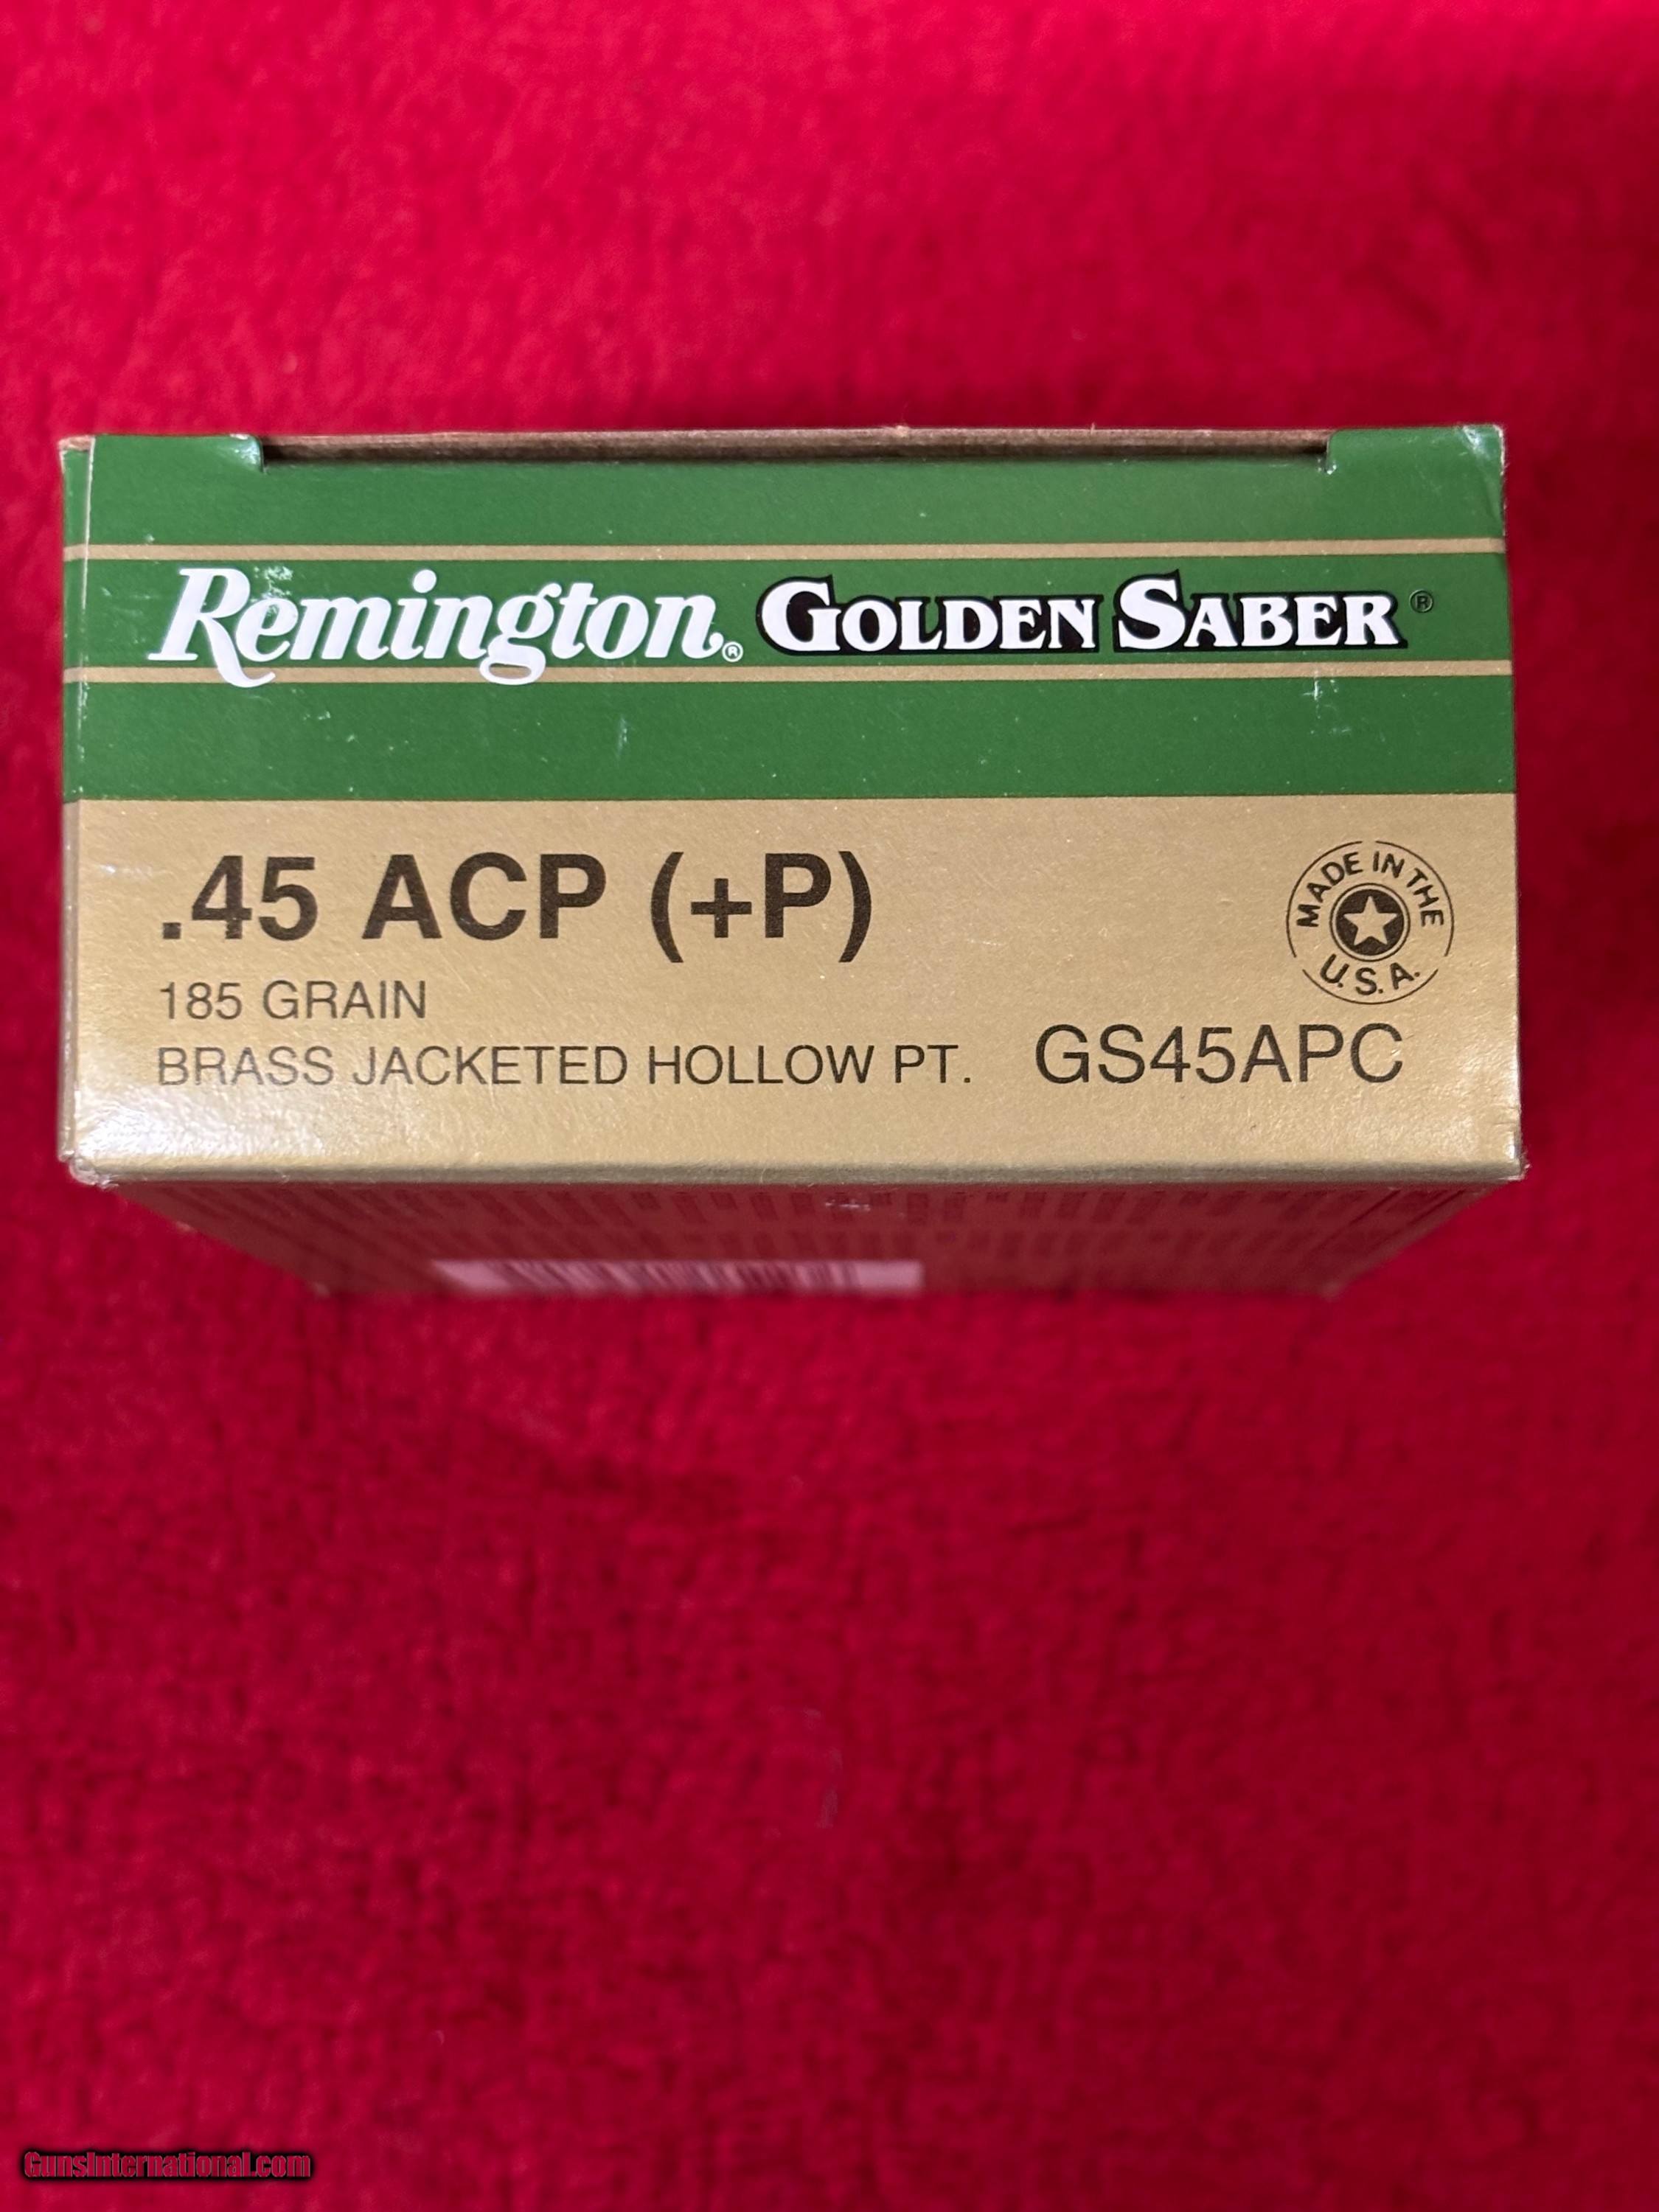 Remington® GOLDEN SABER®
.45 ACP (+P)
MADE IN THE
U.S.A.
185 GRAIN
BRASS JACKETED HOLLOW PT. GS45APC
GunsInternational.com